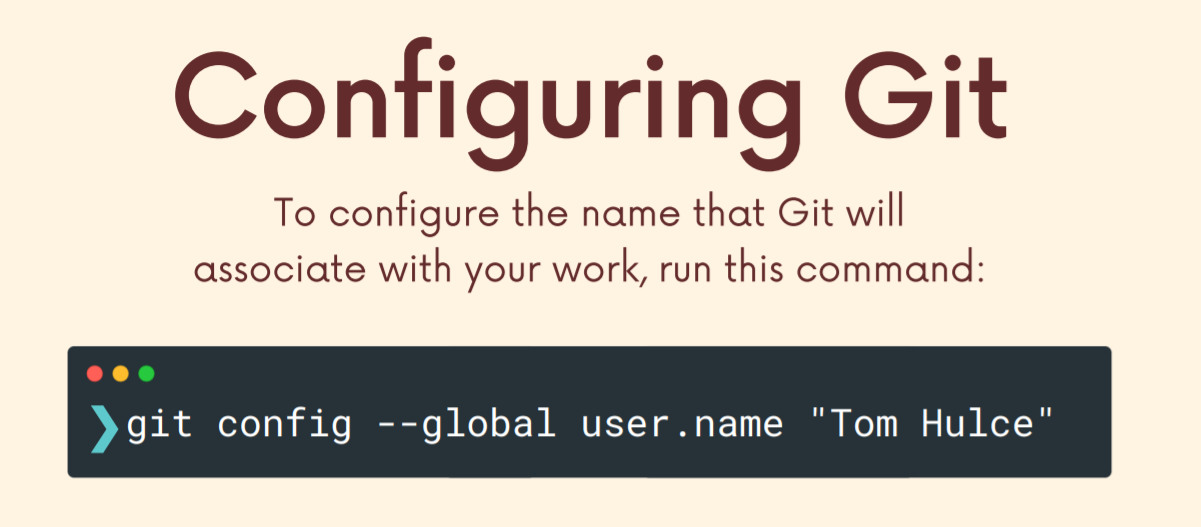 Configuring Git
To configure the name that Git will
associate with your work, run this command:
❯git config --global user.name "Tom Hulce"